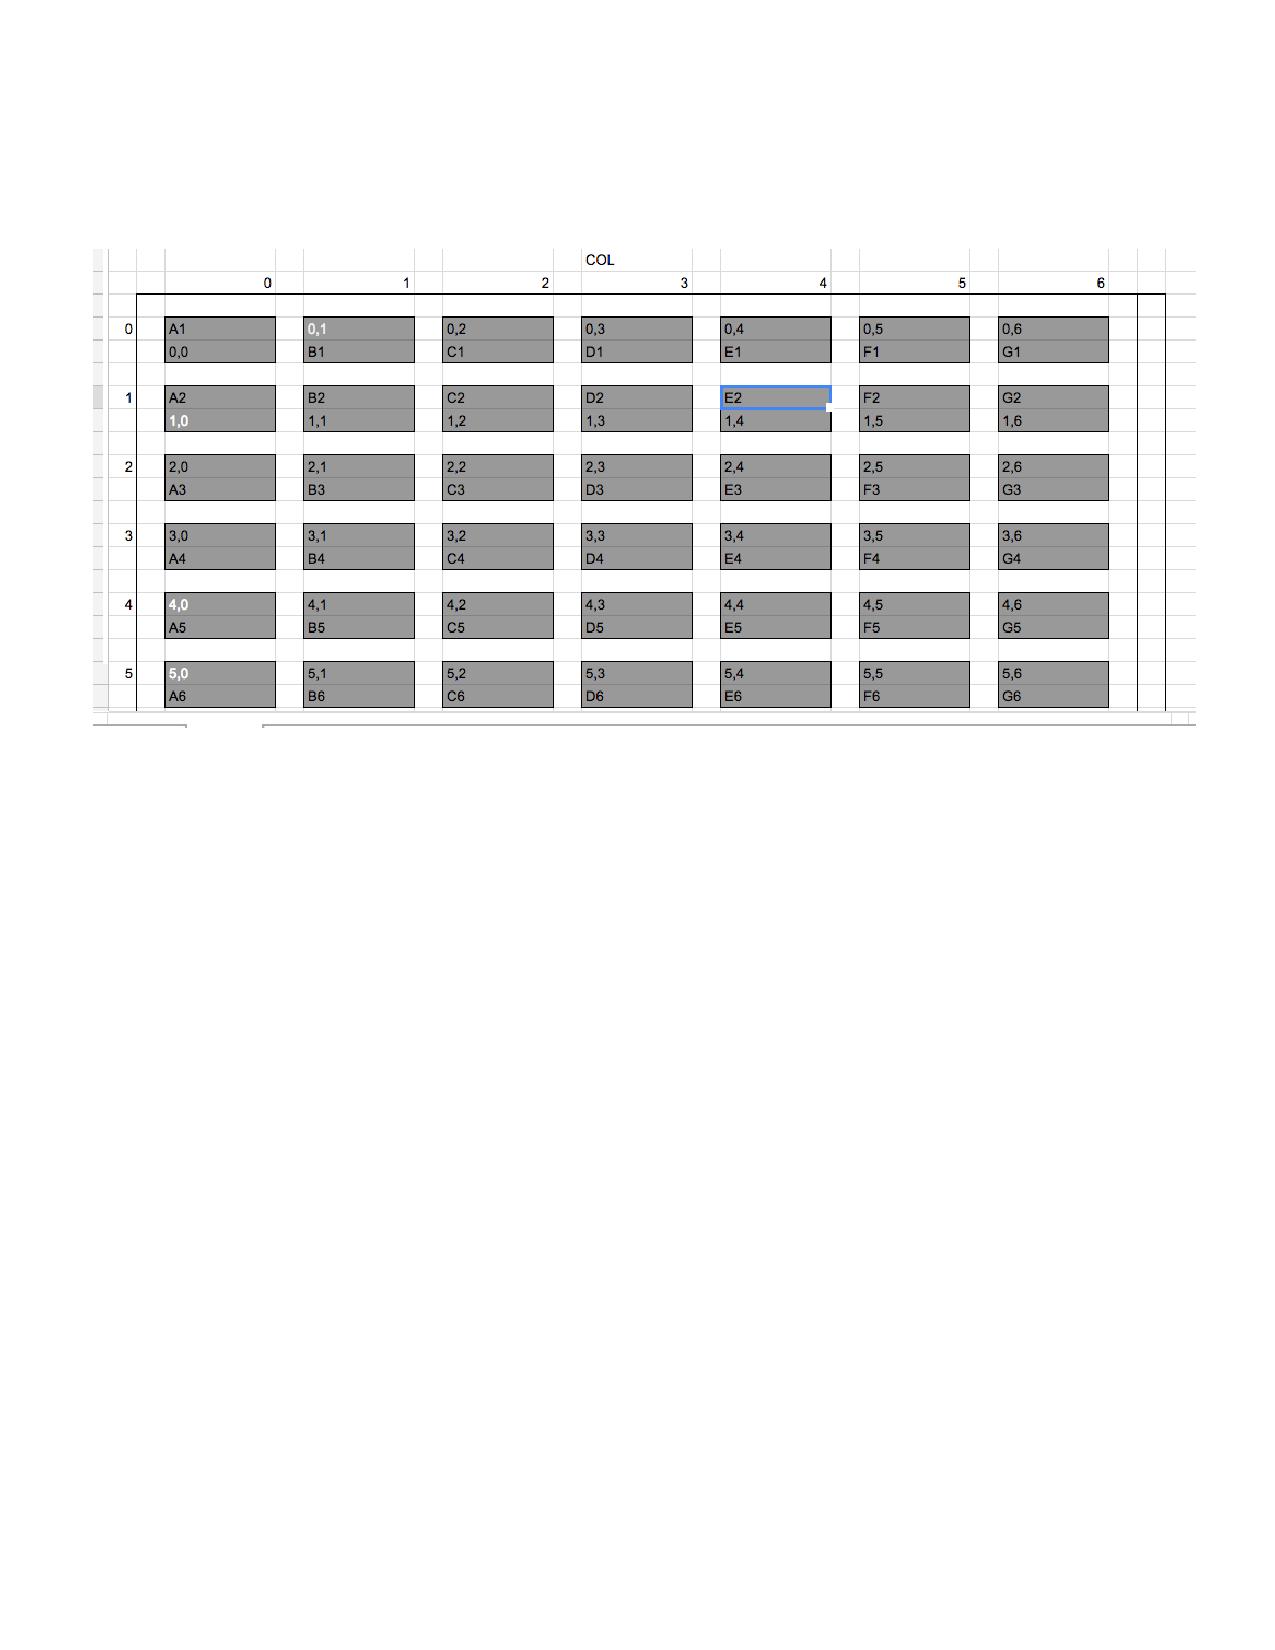 COL
0 1 2 3 4 5 6
0 A1 0,1 0,2 0,3 0,4 0,5 0,6
0,0 B1 C1 D1 E1 F1 G1
1 A2 B2 C2 D2 E2 F2 G2
1,0 1,1 1,2 1,3 1,4 1,5 1,6
2 2,0 2,1 2,2 2,3 2,4 2,5 2,6
A3 B3 C3 D3 E3 F3 G3
3 3,0 3,1 3,2 3,3 3,4 3,5 3,6
A4 B4 C4 D4 E4 F4 G4
4 4,0 4,1 4,2 4,3 4,4 4,5 4,6
A5 B5 C5 D5 E5 F5 G5
5 5,0 5,1 5,2 5,3 5,4 5,5 5,6
A6 B6 C6 D6 E6 F6 G6